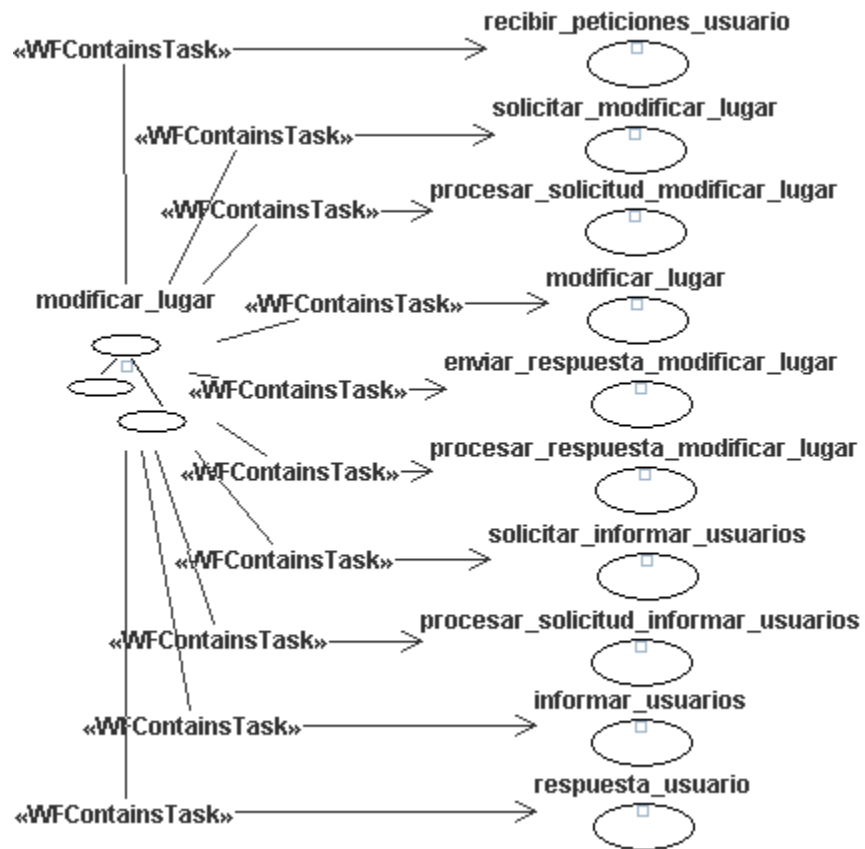 recibir_peticiones_usuario
«WFContainsTask»
solicitar_modificar_lugar
«WFContainsTask»
procesar_solicitud_modificar_lugar
«WFContainsTask»
modificar_lugar
modificar_lugar
«WFContainsTask»
enviar_respuesta_modificar_lugar
«WFContainsTask»
procesar_respuesta_modificar_lugar
«WFContainsTask»
solicitar_informar_usuarios
«WFContainsTask»
procesar_solicitud_informar_usuarios
«WFContainsTask»
informar_usuarios
«WFContainsTask»
respuesta_usuario
«WFContainsTask»